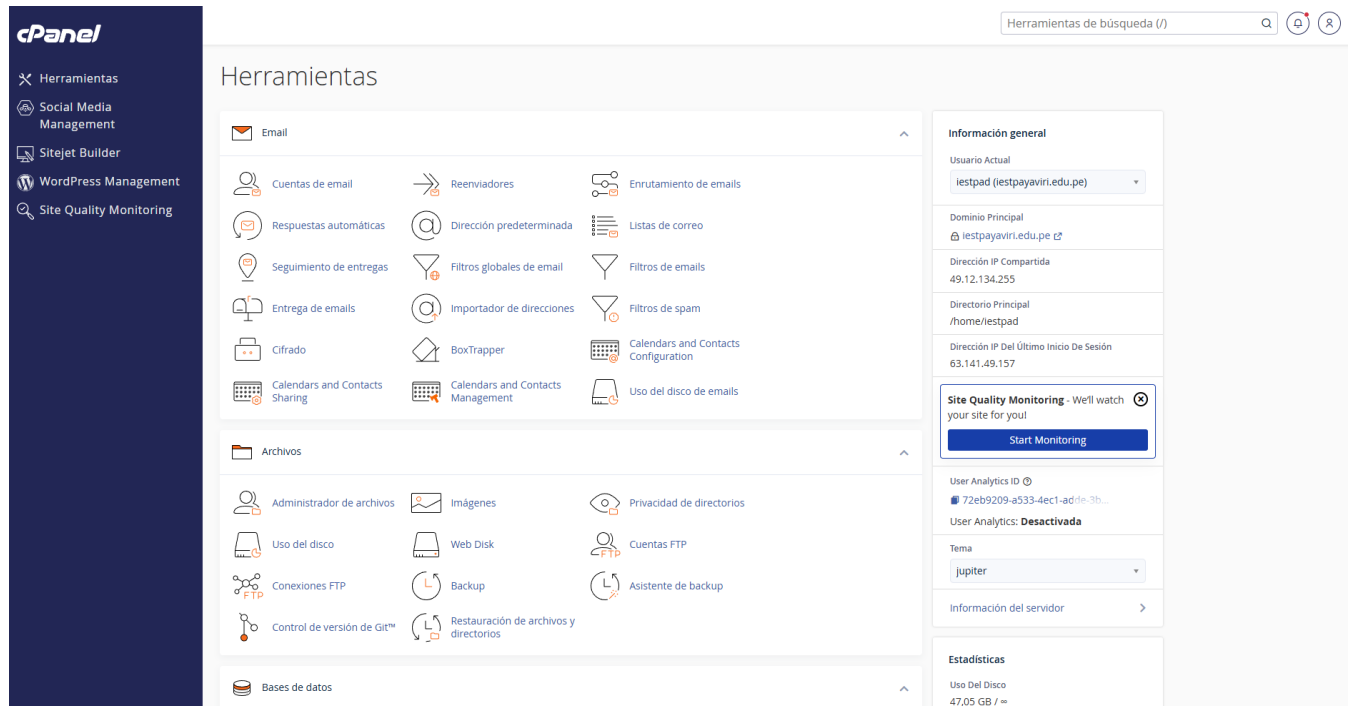 cPanel
Herramientas de búsqueda (/)
Herramientas
Social Media
Management
Sitejet Builder
WordPress Management
Site Quality Monitoring
Herramientas
Email
Cuentas de email
Reenviadores
Enrutamiento de emails
Respuestas automáticas
Dirección predeterminada
Listas de correo
Seguimiento de entregas
Filtros globales de email
Filtros de emails
Entrega de emails
Importador de direcciones
Filtros de spam
Cifrado
BoxTrapper
Calendars and Contacts
Configuration
Calendars and Contacts
Sharing
Calendars and Contacts
Management
Uso del disco de emails
Archivos
Administrador de archivos
Imágenes
Privacidad de directorios
Uso del disco
Web Disk
FTP
Cuentas FTP
FTP
Conexiones FTP
Backup
Asistente de backup
Control de versión de Git™
Restauración de archivos y
directorios
Bases de datos
Información general
Usuario Actual
iestpad (iestpayaviri.edu.pe)
Dominio Principal
iestpayaviri.edu.pe
Dirección IP Compartida
49.12.134.255
Directorio Principal
/home/iestpad
Dirección IP Del Último Inicio De Sesión
63.141.49.157
Site Quality Monitoring - We'll watch
your site for you!
Start Monitoring
User Analytics ID
72eb9209-a533-4ec1-adde-3b...
User Analytics: Desactivada
Tema
jupiter
Información del servidor
Estadísticas
Uso Del Disco
47,05 GB / ∞